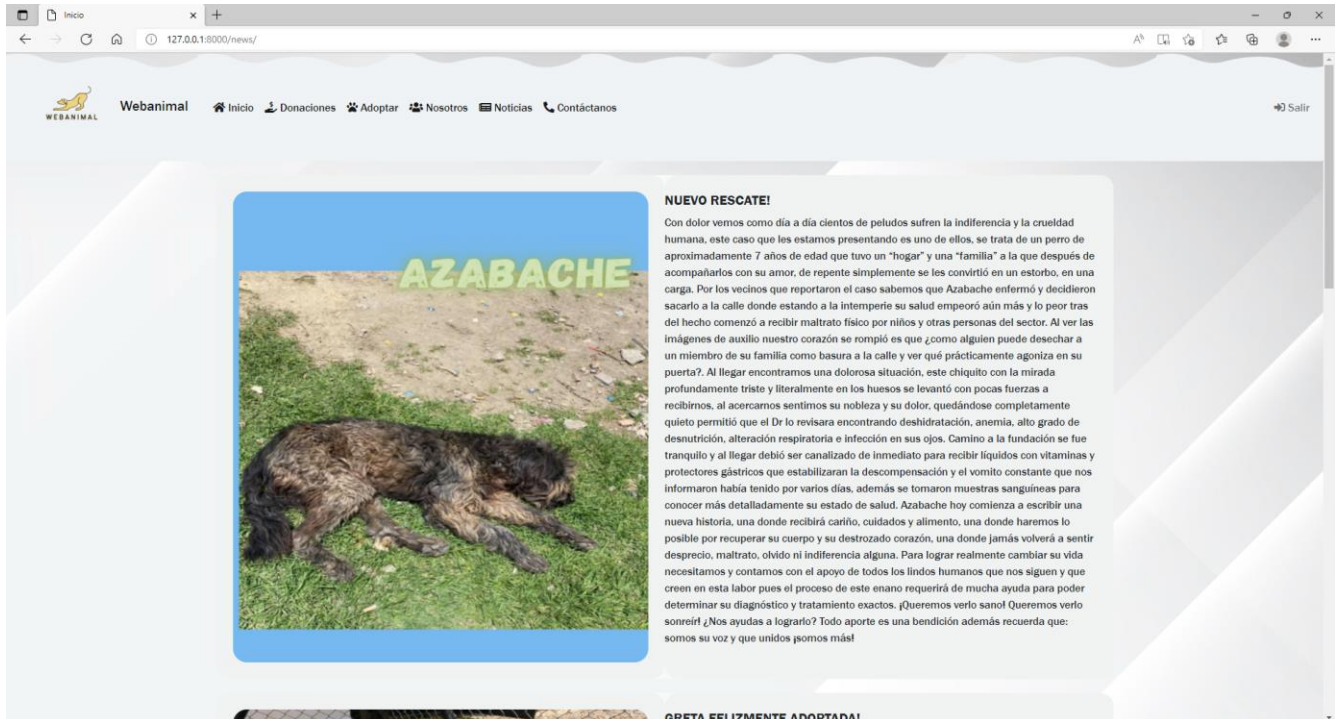 Inicio
127.0.0.1:8000/news/
WEBANIMAL
Webanimal Inicio Donaciones Adoptar Nosotros Noticias Contáctanos Salir
AZABACHE
NUEVO RESCATE!
Con dolor vemos como día a día cientos de peludos sufren la indiferencia y la crueldad
humana, este caso que les estamos presentando es uno de ellos, se trata de un perro de
aproximadamente 7 años de edad que tuvo un “hogar” y una “familia” a la que después de
acompañarlos con su amor, de repente simplemente se les convirtió en un estorbo, en una
carga. Por los vecinos que reportaron el caso sabemos que Azabache enfermó y decidieron
sacarlo a la calle donde estando a la intemperie su salud empeoró aún más y lo peor tras
del hecho comenzó a recibir maltrato físico por niños y otras personas del sector. Al ver las
imágenes de auxilio nuestro corazón se rompió es que ¿como alguien puede desechar a
un miembro de su familia como basura a la calle y ver qué prácticamente agoniza en su
puerta?. Al llegar encontramos una dolorosa situación, este chiquito con la mirada
profundamente triste y literalmente en los huesos se levantó con pocas fuerzas a
recibirnos, al acercarnos sentimos su nobleza y su dolor, quedándose completamente
quieto permitió que el Dr lo revisara encontrando deshidratación, anemia, alto grado de
desnutrición, alteración respiratoria e infección en sus ojos. Camino a la fundación se fue
tranquilo y al llegar debió ser canalizado de inmediato para recibir líquidos con vitaminas y
protectores gástricos que estabilizaran la descompensación y el vomito constante que nos
informaron había tenido por varios días, además se tomaron muestras sanguíneas para
conocer más detalladamente su estado de salud. Azabache hoy comienza a escribir una
nueva historia, una donde recibirá cariño, cuidados y alimento, una donde haremos lo
posible por recuperar su cuerpo y su destrozado corazón, una donde jamás volverá a sentir
desprecio, maltrato, olvido ni indiferencia alguna. Para lograr realmente cambiar su vida
necesitamos y contamos con el apoyo de todos los lindos humanos que nos siguen y que
creen en esta labor pues el proceso de este enano requerirá de mucha ayuda para poder
determinar su diagnóstico y tratamiento exactos. ¡Queremos verlo sano! Queremos verlo
sonreír! ¿Nos ayudas a lograrlo? Todo aporte es una bendición además recuerda que:
somos su voz y que unidos ¡somos más!
GRETA FELIZMENTE ADOPTADA!